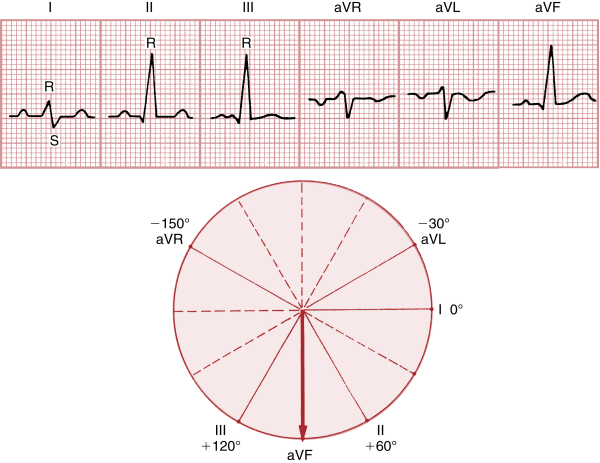 I II III aVR aVL aVF
R R R
S
−150°
aVR
−30°
aVL
I 0°
III
+120°
II
+60°
aVF